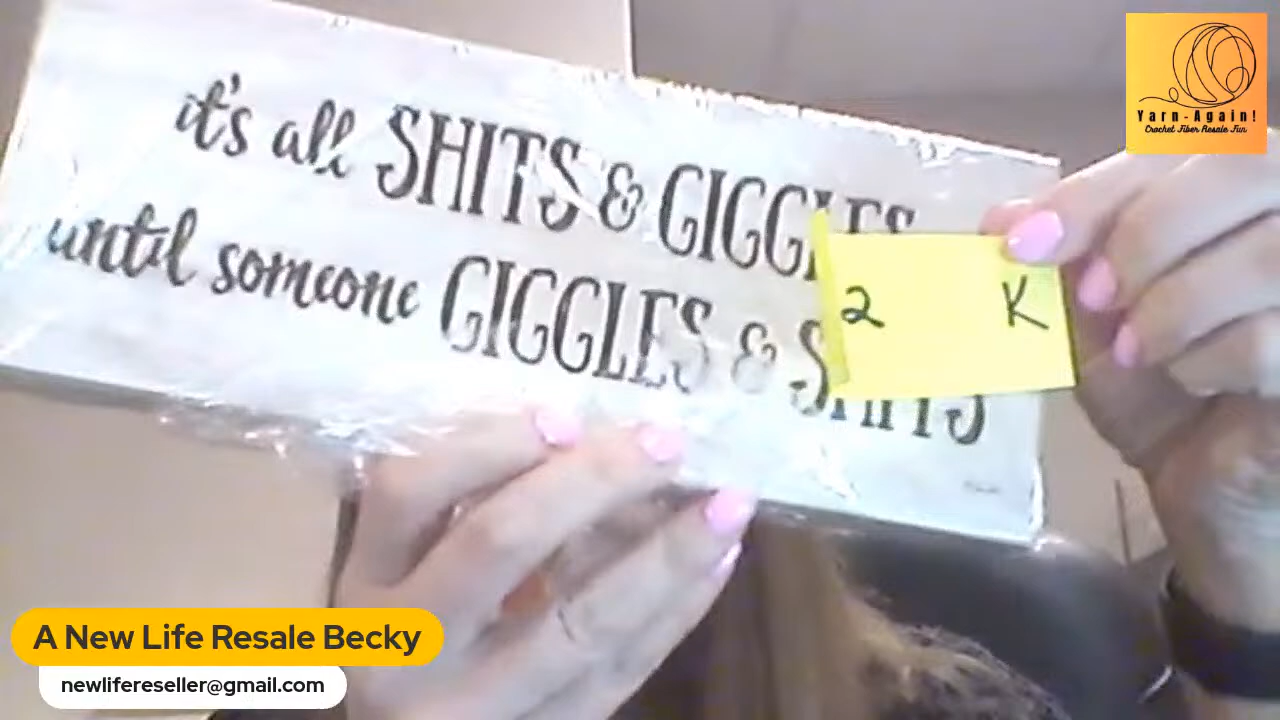 it's all SHITS & GIGGLES
until someone GIGGLES & SHITS
2 K
Yarn-Again!
Crochet Fiber Resale Fun
A New Life Resale Becky
newlifereseller@gmail.com